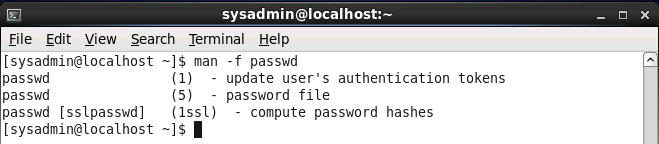 sysadmin@localhost:~
File Edit View Search Terminal Help
[sysadmin@localhost ~]$ man -f passwd
passwd (1) - update user's authentication tokens
passwd (5) - password file
passwd [sslpasswd] (1ssl) - compute password hashes
[sysadmin@localhost ~]$